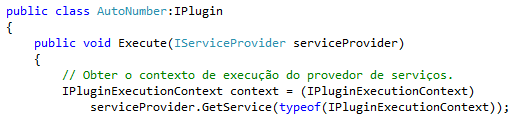 public class AutoNumber:IPlugin
{
public void Execute(IServiceProvider serviceProvider)
{
// Obter o contexto de execução do provedor de serviços.
IPluginExecutionContext context = (IPluginExecutionContext)
serviceProvider.GetService(typeof(IPluginExecutionContext));